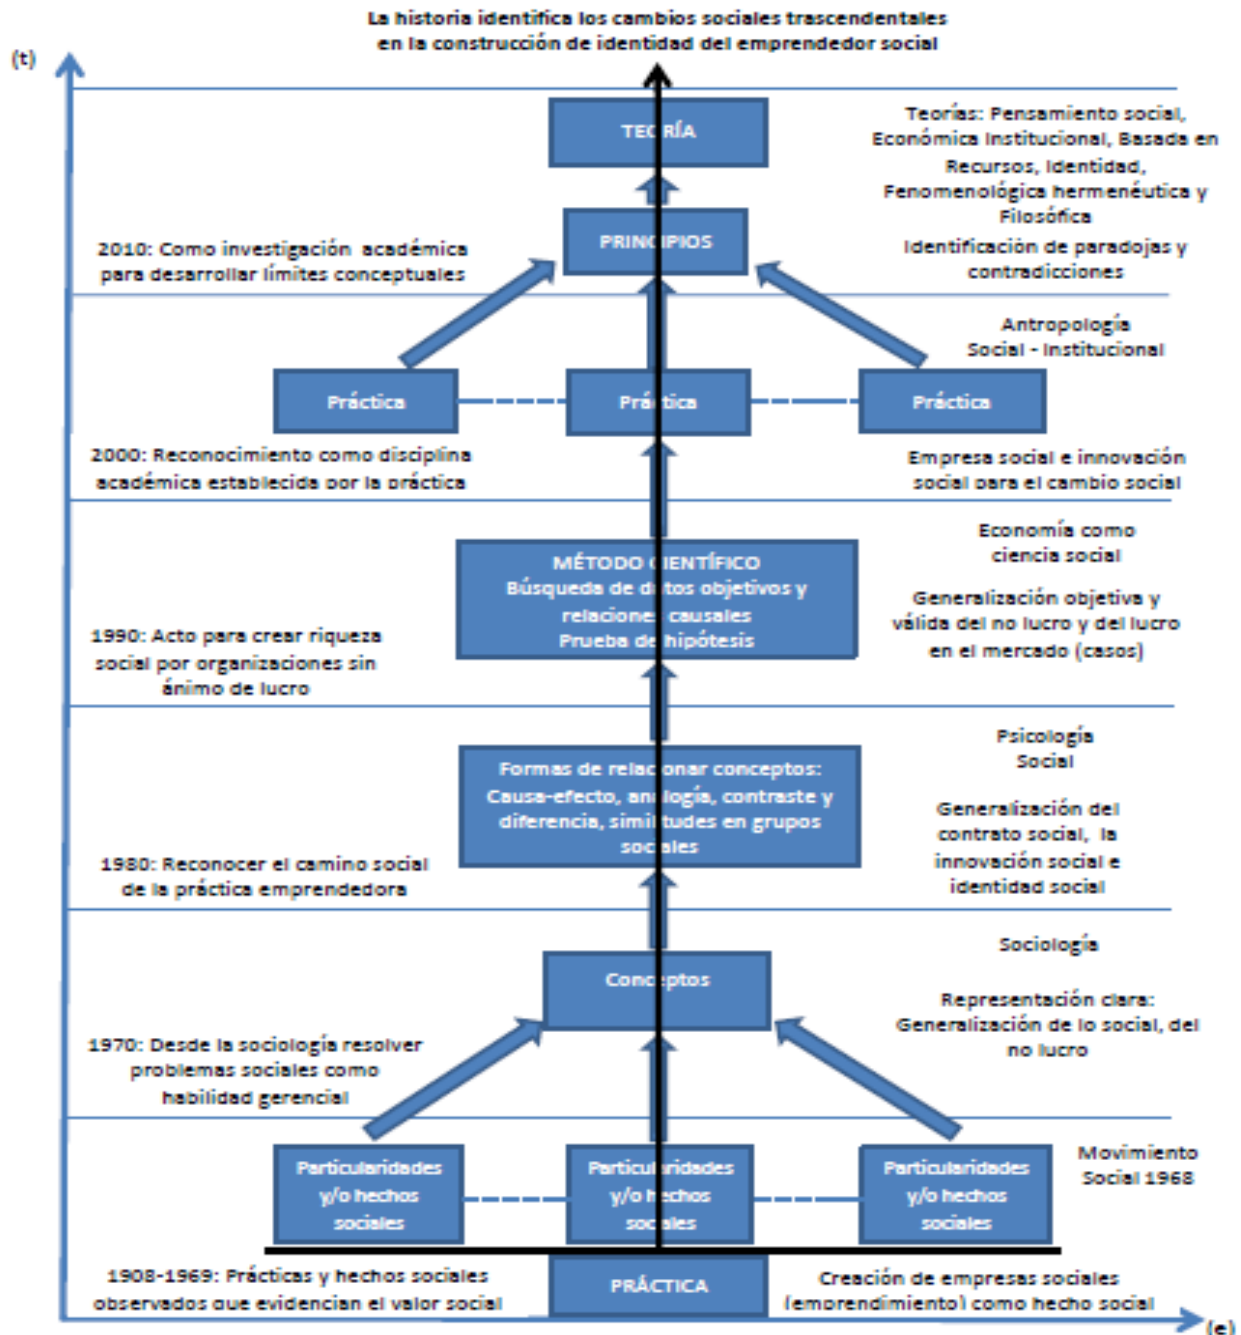 La historia identifica los cambios sociales trascendentales
en la construcción de identidad del emprendedor social
(t)
TEORÍA
Teorías: Pensamiento social,
Económica Institucional, Basada en
Recursos, Identidad,
Fenomenológica hermenéutica y
Filosófica
PRINCIPIOS
2010: Como investigación académica
para desarrollar límites conceptuales
Identificación de paradojas y
contradicciones
Antropología
Social - Institucional
Práctica
Práctica
Práctica
2000: Reconocimiento como disciplina
académica establecida por la práctica
Empresa social e innovación
social para el cambio social
Economía como
ciencia social
MÉTODO CIENTÍFICO
Búsqueda de datos objetivos y
relaciones causales
Prueba de hipótesis
Generalización objetiva y
válida del no lucro y del lucro
en el mercado (casos)
1990: Acto para crear riqueza
social por organizaciones sin
ánimo de lucro
Psicología
Social
Formas de relacionar conceptos:
Causa-efecto, analogía, contraste y
diferencia, similitudes en grupos
sociales
Generalización del
contrato social, la
innovación social e
identidad social
1980: Reconocer el camino social
de la práctica emprendedora
Sociología
Conceptos
Representación clara:
Generalización de lo social, del
no lucro
1970: Desde la sociología resolver
problemas sociales como
habilidad gerencial
Particularidades
y/o hechos
sociales
Particularidades
y/o hechos
sociales
Particularidades
y/o hechos
sociales
Movimiento
Social 1968
1908-1969: Prácticas y hechos sociales
observados que evidencian el valor social
PRÁCTICA
Creación de empresas sociales
(emprendimiento) como hecho social
(e)